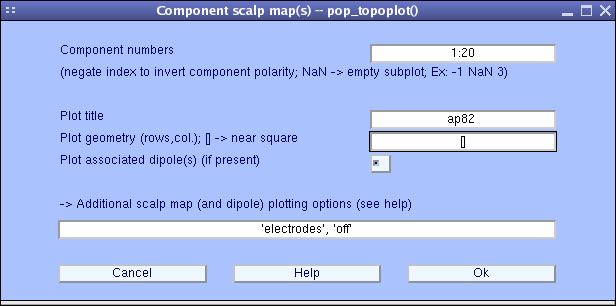 Component scalp map(s) -- pop_topoplot()
Component numbers 1:20
(negate index to invert component polarity; NaN -> empty subplot; Ex: -1 NaN 3)
Plot title ap82
Plot geometry (rows,col.); [] -> near square []
Plot associated dipole(s) (if present)
-> Additional scalp map (and dipole) plotting options (see help)
'electrodes', 'off'
Cancel Help Ok